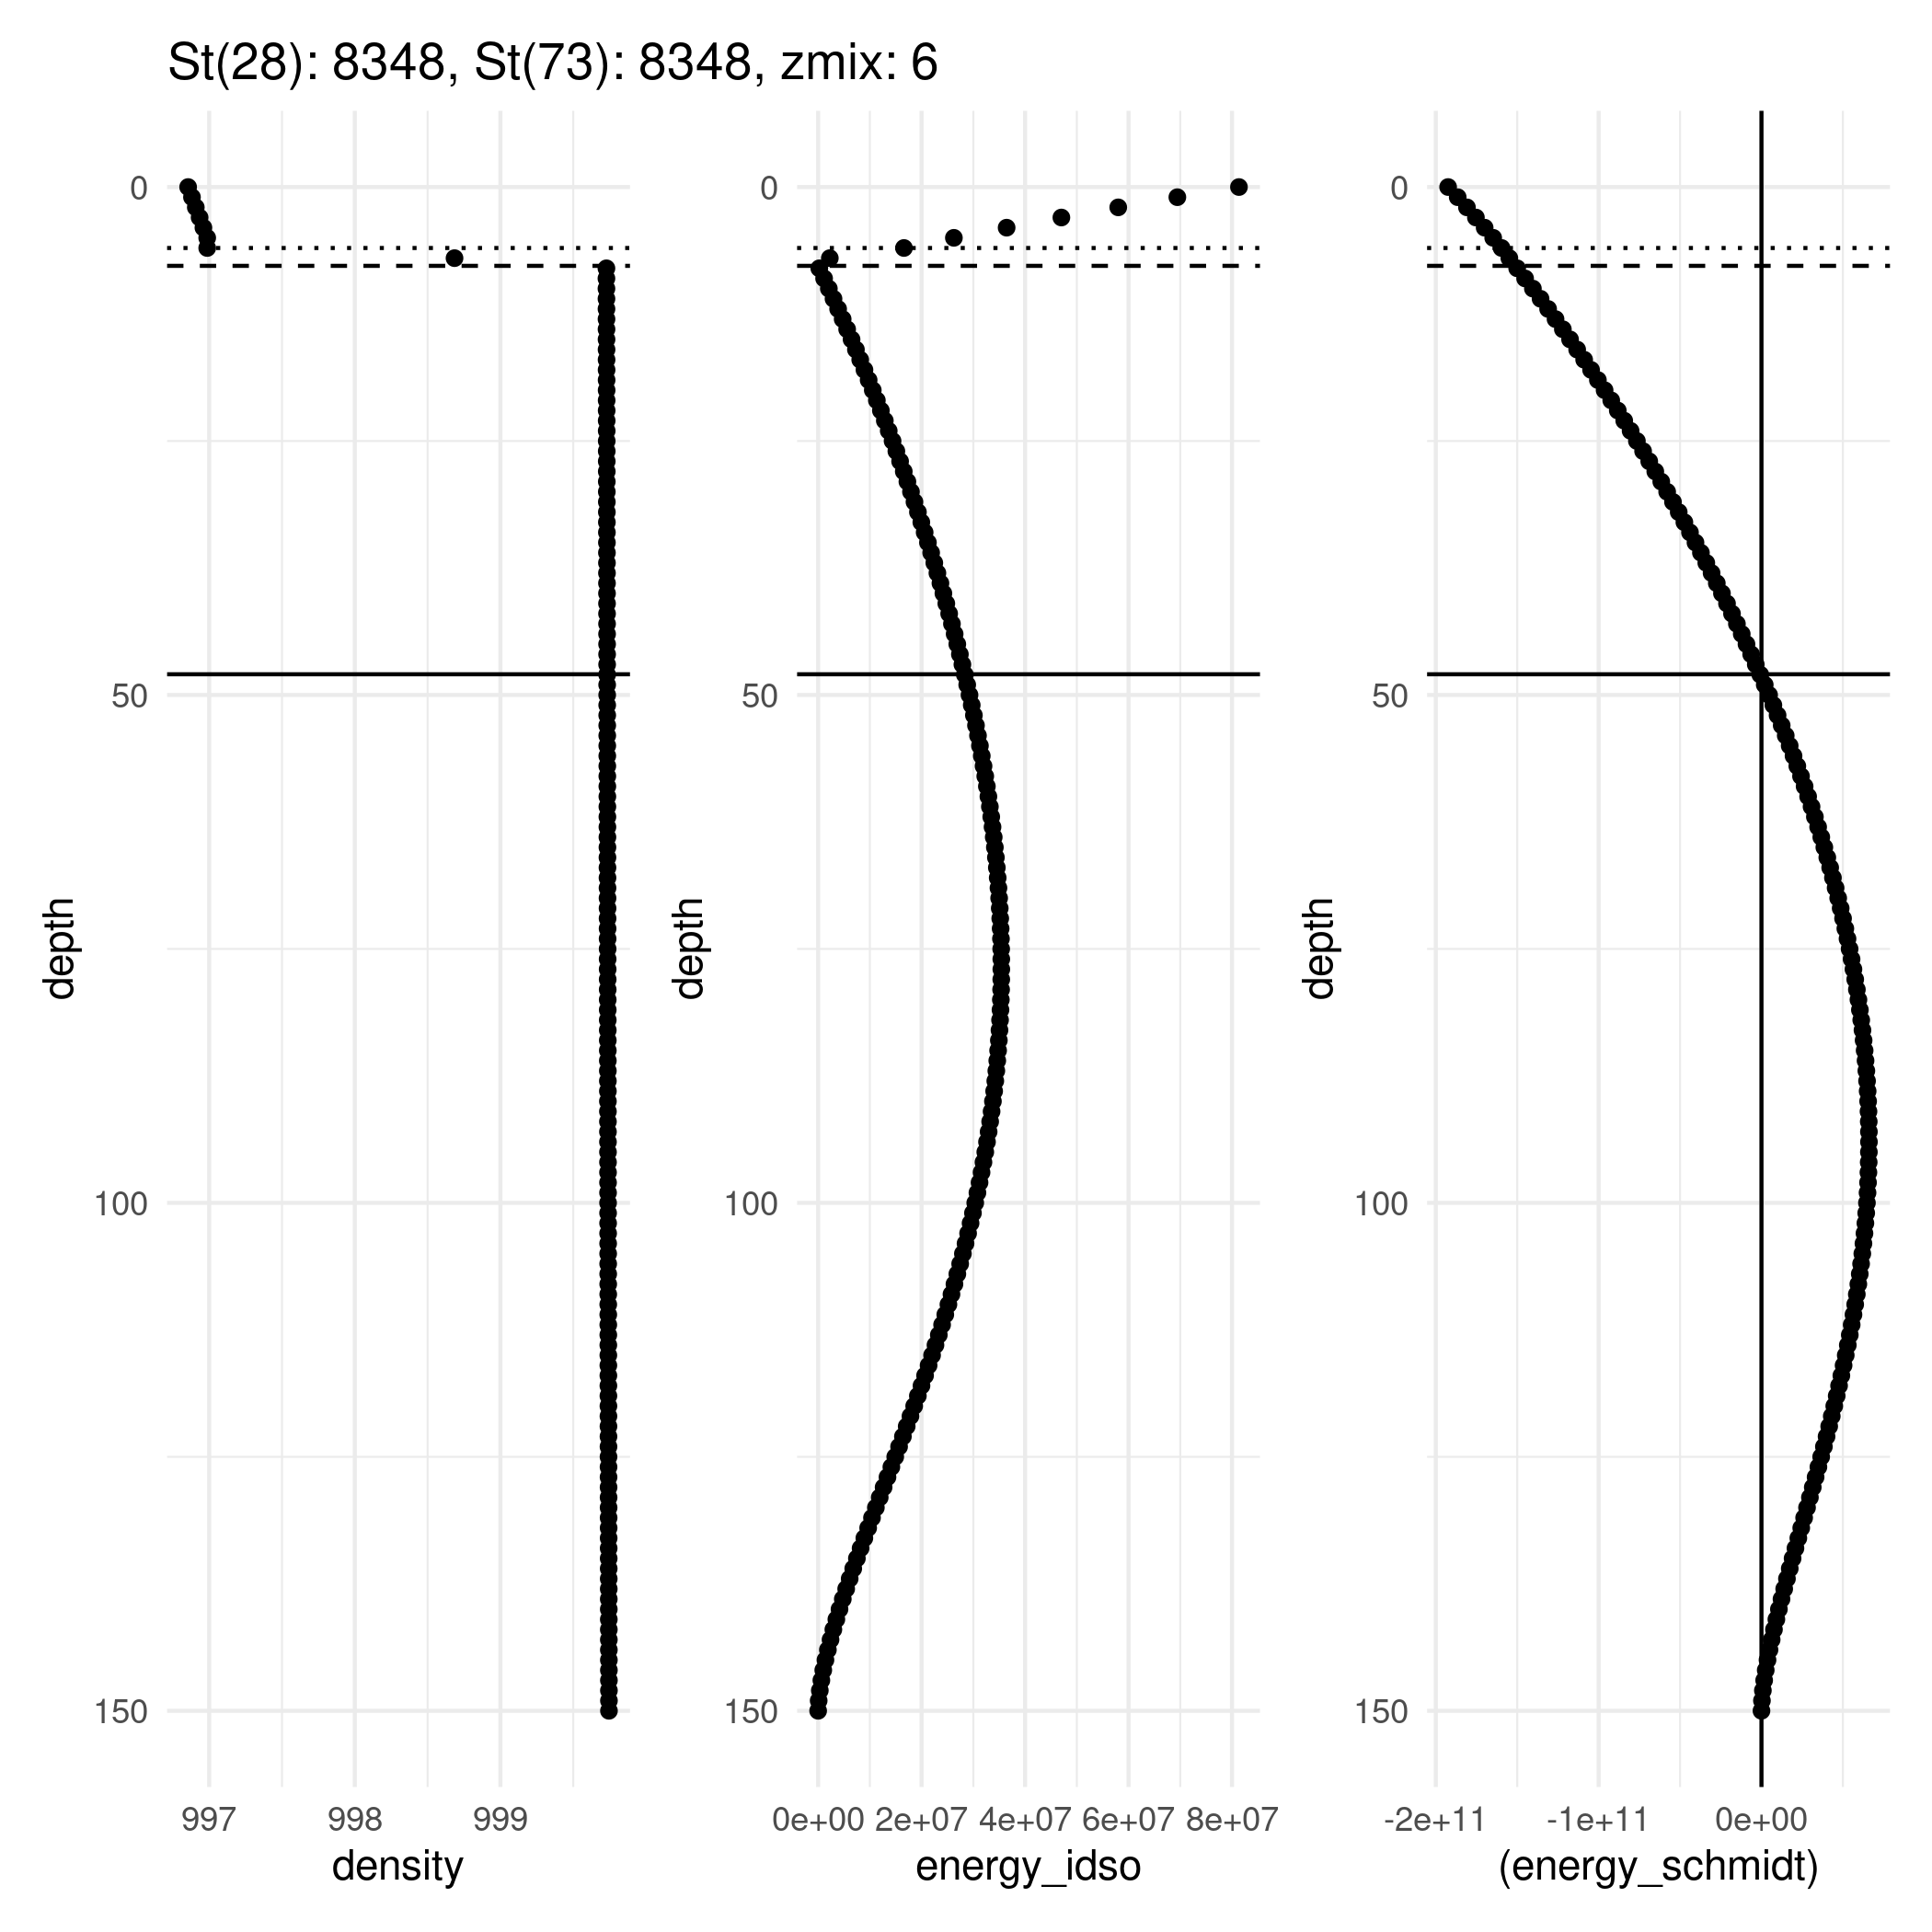 St(28): 8348, St(73): 8348, zmix: 6
depth
0
50
100
150
997 998 999
density
depth
0
50
100
150
0e+00 2e+07 4e+07 6e+07 8e+07
energy_idso
depth
0
50
100
150
-2e+11 -1e+11 0e+00
(energy_schmidt)